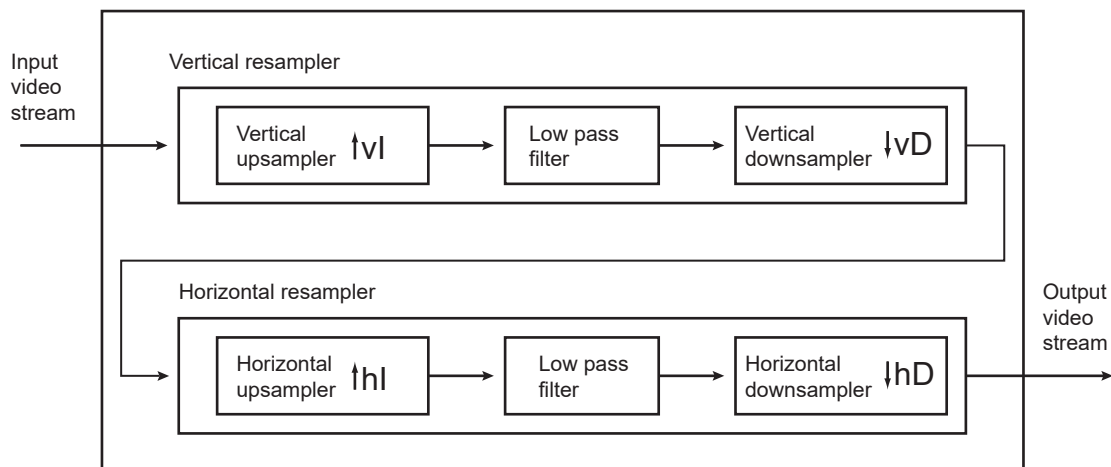 Input
video
stream
Vertical resampler
Vertical
upsampler ↑vI
Low pass
filter
Vertical
downsampler ↓vD
Horizontal resampler
Horizontal
upsampler ↑hI
Low pass
filter
Horizontal
downsampler ↓hD
Output
video
stream